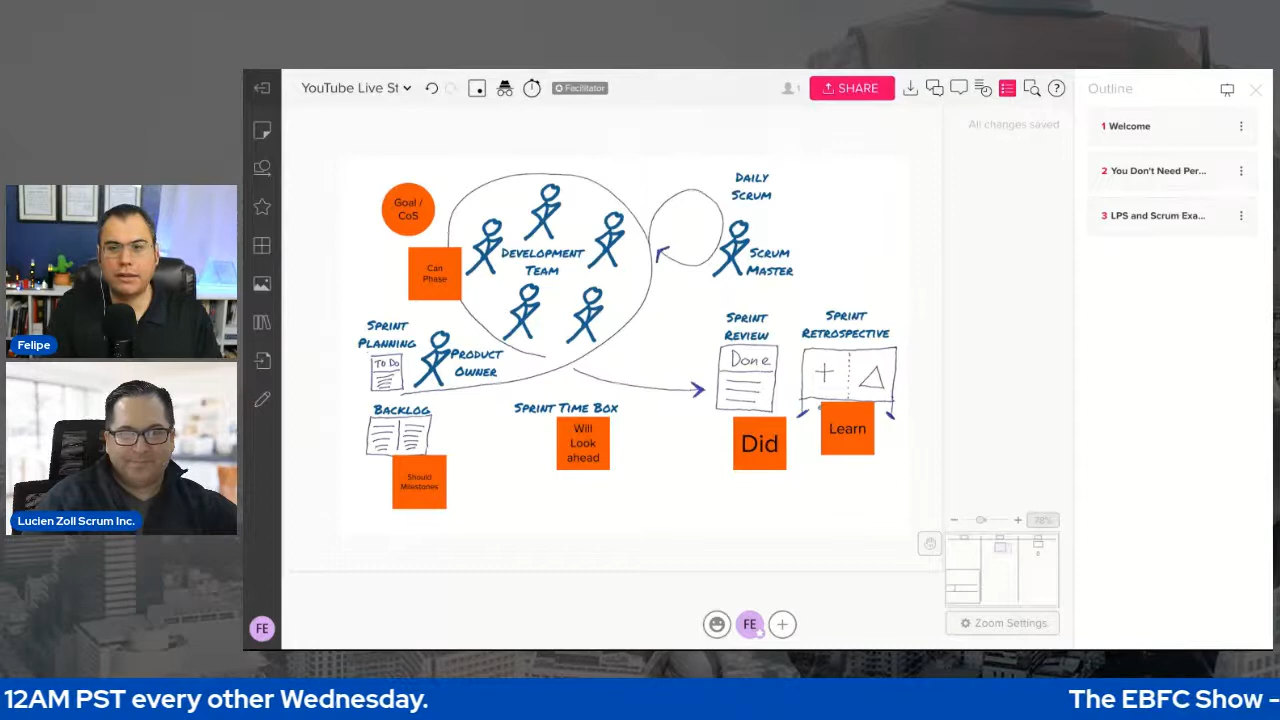 YouTube Live St
Facilitator
1
SHARE
?
Outline
All changes saved
1 Welcome
2 You Don't Need Per...
3 LPS and Scrum Exa...
Goal /
CoS
Can
Phase
DEVELOPMENT
TEAM
DAILY
SCRUM
SCRUM
MASTER
SPRINT
PLANNING
TO DO
PRODUCT
OWNER
BACKLOG
Should
Milestones
SPRINT TIME BOX
Will
Look
ahead
SPRINT
REVIEW
Done
Did
SPRINT
RETROSPECTIVE
Learn
Felipe
Lucien Zoll Scrum Inc.
78%
FE
FE
Zoom Settings
12AM PST every other Wednesday.
The EBFC Show -